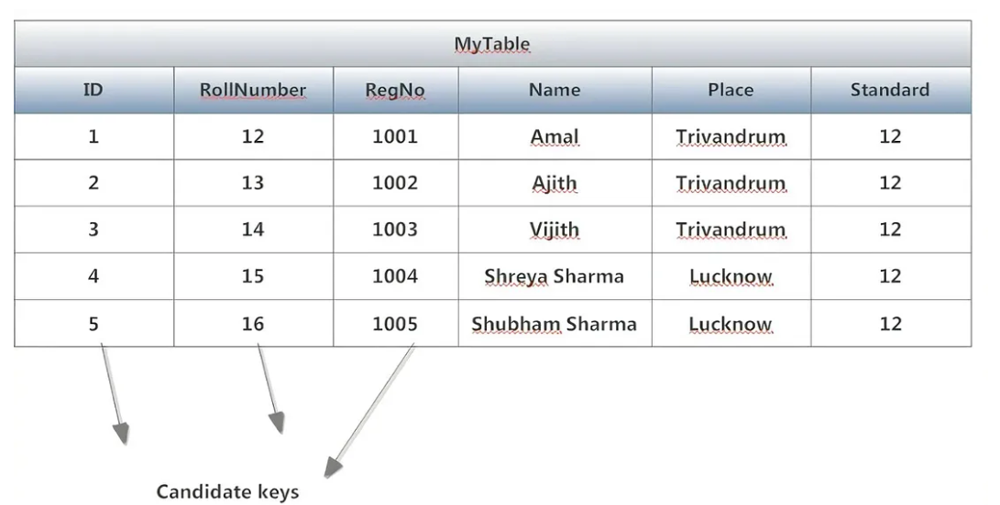 MyTable
ID RollNumber RegNo Name Place Standard
1 12 1001 Amal Trivandrum 12
2 13 1002 Ajith Trivandrum 12
3 14 1003 Vijith Trivandrum 12
4 15 1004 Shreya Sharma Lucknow 12
5 16 1005 Shubham Sharma Lucknow 12
Candidate keys